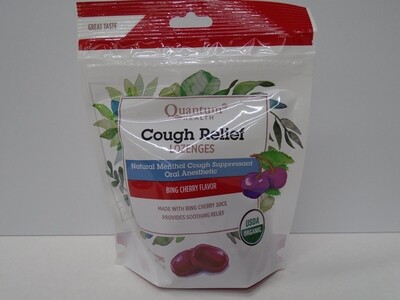 GREAT TASTE
Quantum
HEALTH
Cough Relief
LOZENGES
Natural Menthol Cough Suppressant
Oral Anesthetic
BING CHERRY FLAVOR
MADE WITH BING CHERRY JUICE
PROVIDES SOOTHING RELIEF
USDA
ORGANIC